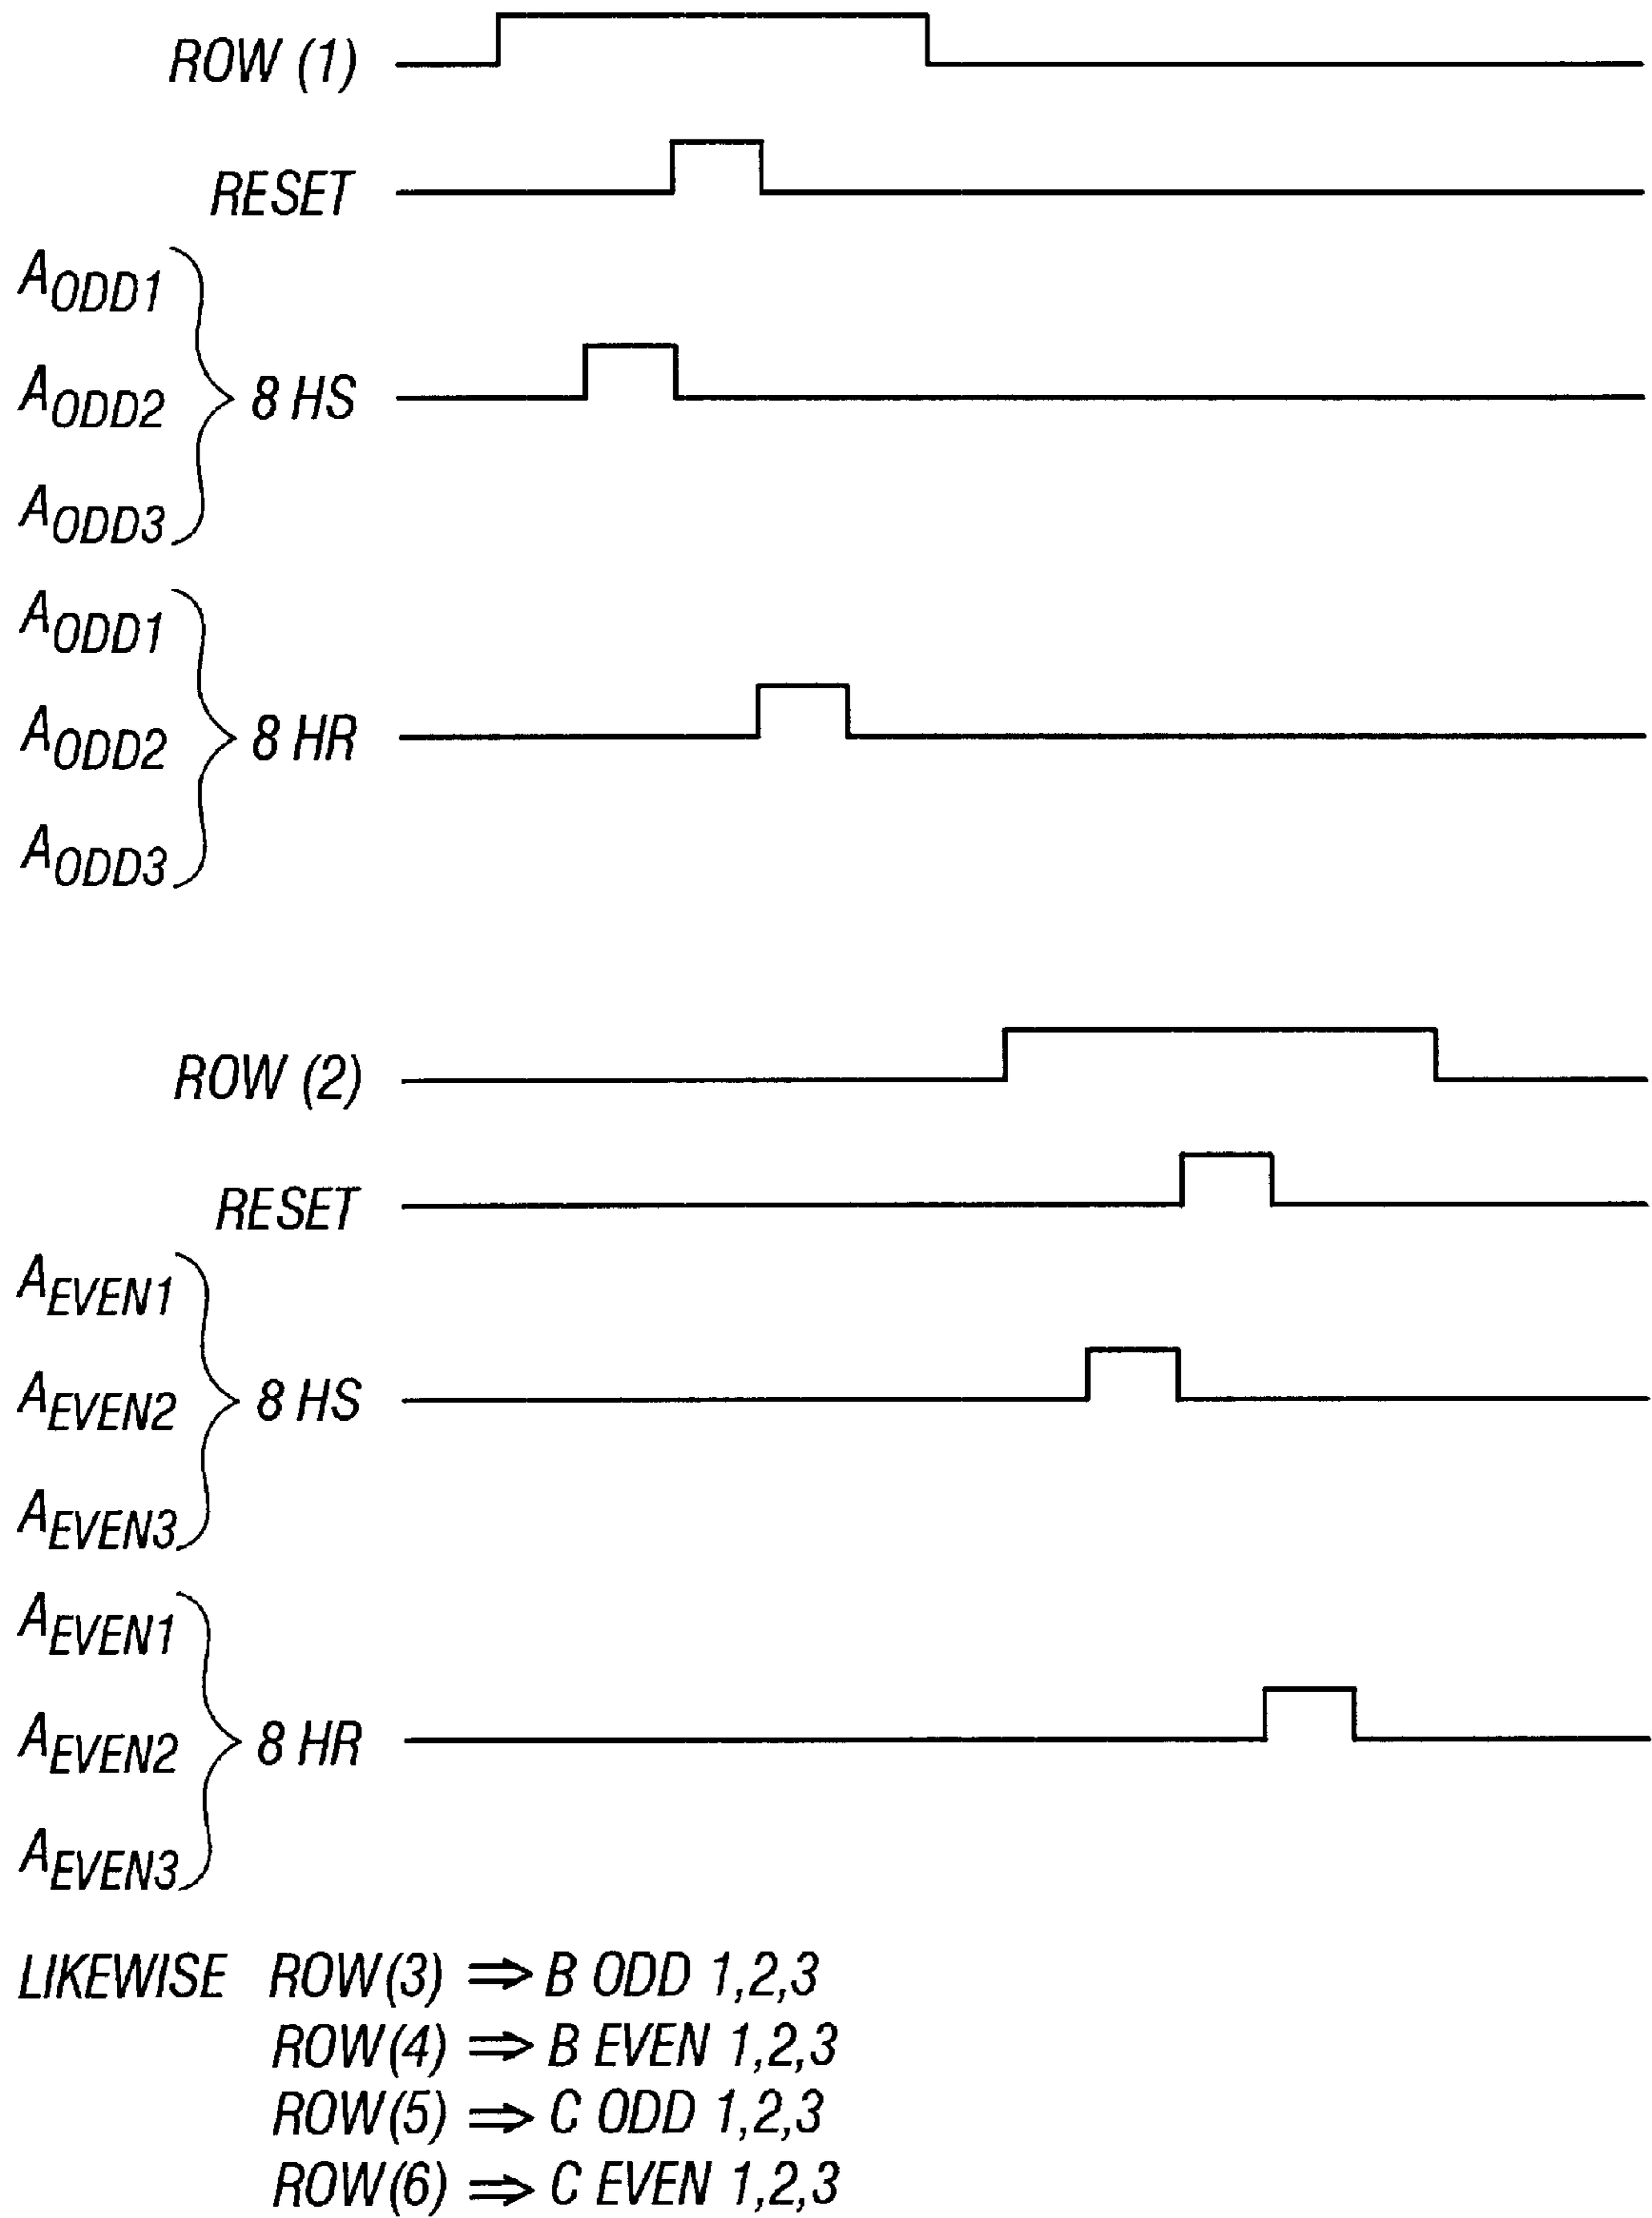 ROW (1)
RESET
AODD1
AODD2 8 HS
AODD3
AODD1
AODD2 8 HR
AODD3
ROW (2)
RESET
AEVEN1
AEVEN2 8 HS
AEVEN3
AEVEN1
AEVEN2 8 HR
AEVEN3
LIKEWISE ROW(3) ⇒ B ODD 1,2,3
ROW(4) ⇒ B EVEN 1,2,3
ROW(5) ⇒ C ODD 1,2,3
ROW(6) ⇒ C EVEN 1,2,3